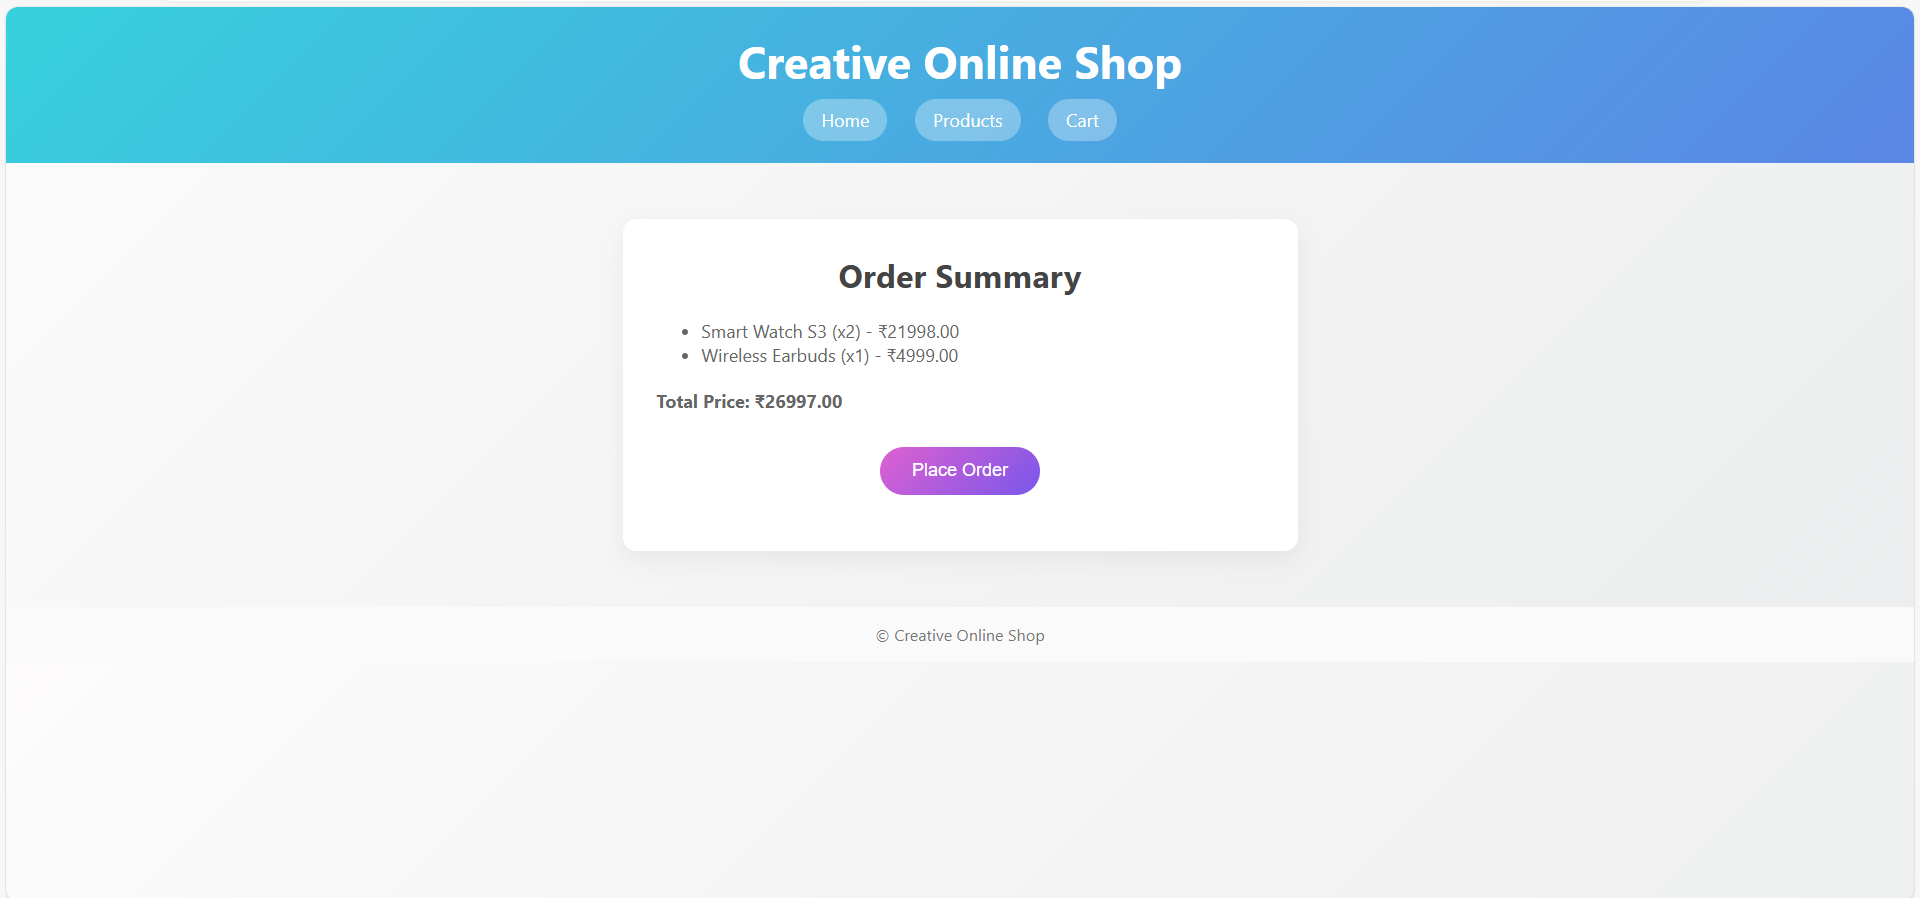 Creative Online Shop
Home Products Cart
Order Summary
• Smart Watch S3 (x2) - ₹21998.00
• Wireless Earbuds (x1) - ₹4999.00
Total Price: ₹26997.00
Place Order
© Creative Online Shop